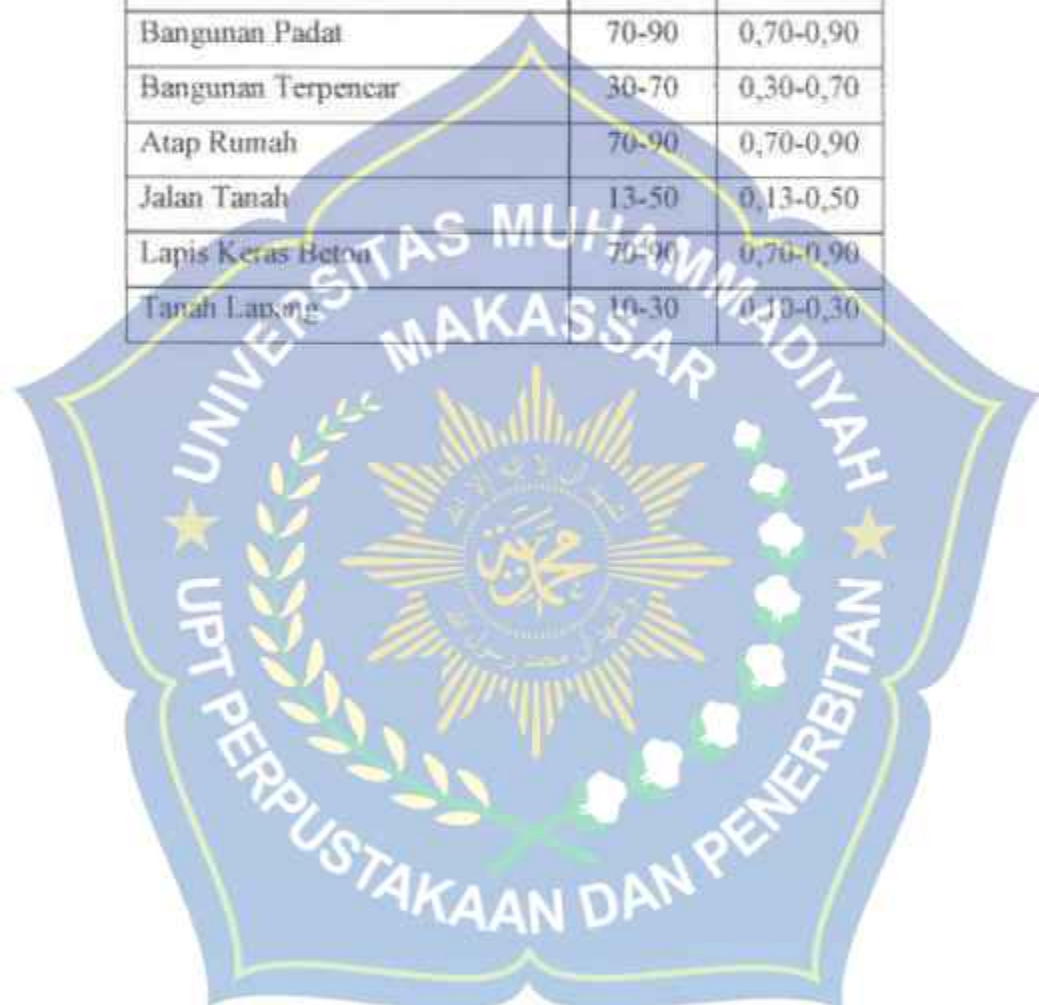 Bangunan Padat 70-90 0,70-0,90
Bangunan Terpencar 30-70 0,30-0,70
Atap Rumah 70-90 0,70-0,90
Jalan Tanah 13-50 0,13-0,50
Lapis Keras Beton 70-90 0,70-0,90
Tanah Lapang 10-30 0,10-0,30
UNIVERSITAS MUHAMMADIYAH
MAKASSAR
محمد
UPT PERPUSTAKAAN DAN PENERBITAN